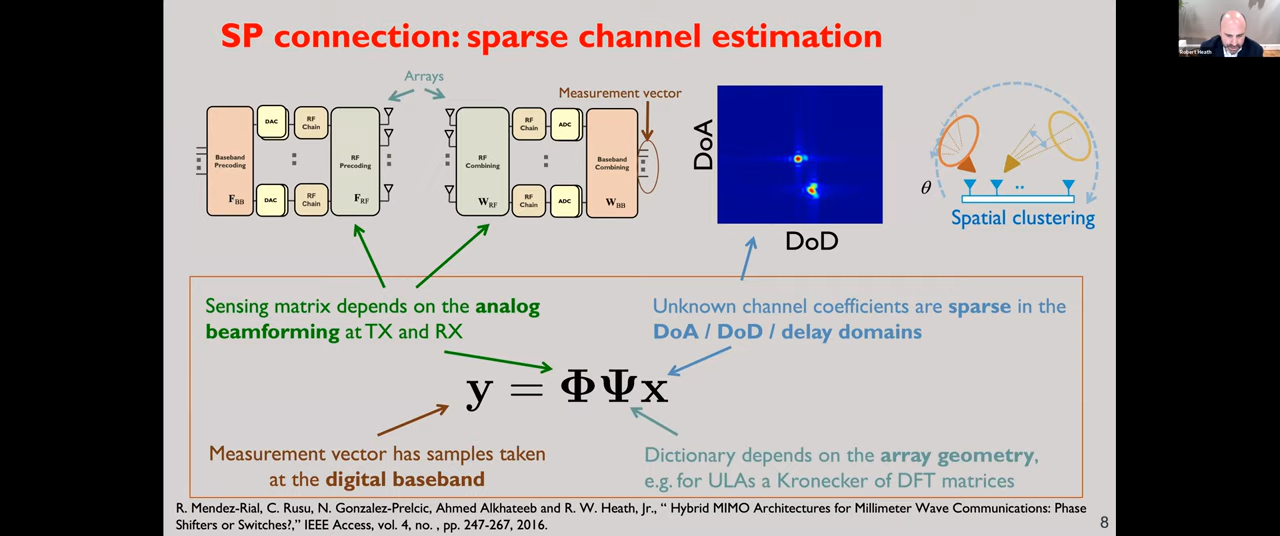 SP connection: sparse channel estimation
Robert Heath
Arrays
Measurement vector
Baseband
Precoding
F_BB
DAC
RF
Chain
DAC
RF
Chain
RF
Precoding
F_RF
RF
Combining
W_RF
RF
Chain
ADC
RF
Chain
ADC
Baseband
Combining
W_BB
DoA
DoD
θ
Spatial clustering
Sensing matrix depends on the analog
beamforming at TX and RX
Unknown channel coefficients are sparse in the
DoA / DoD / delay domains
y = ΦΨx
Measurement vector has samples taken
at the digital baseband
Dictionary depends on the array geometry,
e.g. for ULAs a Kronecker of DFT matrices
R. Mendez-Rial, C. Rusu, N. Gonzalez-Prelcic, Ahmed Alkhateeb and R. W. Heath, Jr., “ Hybrid MIMO Architectures for Millimeter Wave Communications: Phase
Shifters or Switches?,” IEEE Access, vol. 4, no. , pp. 247-267, 2016.
8